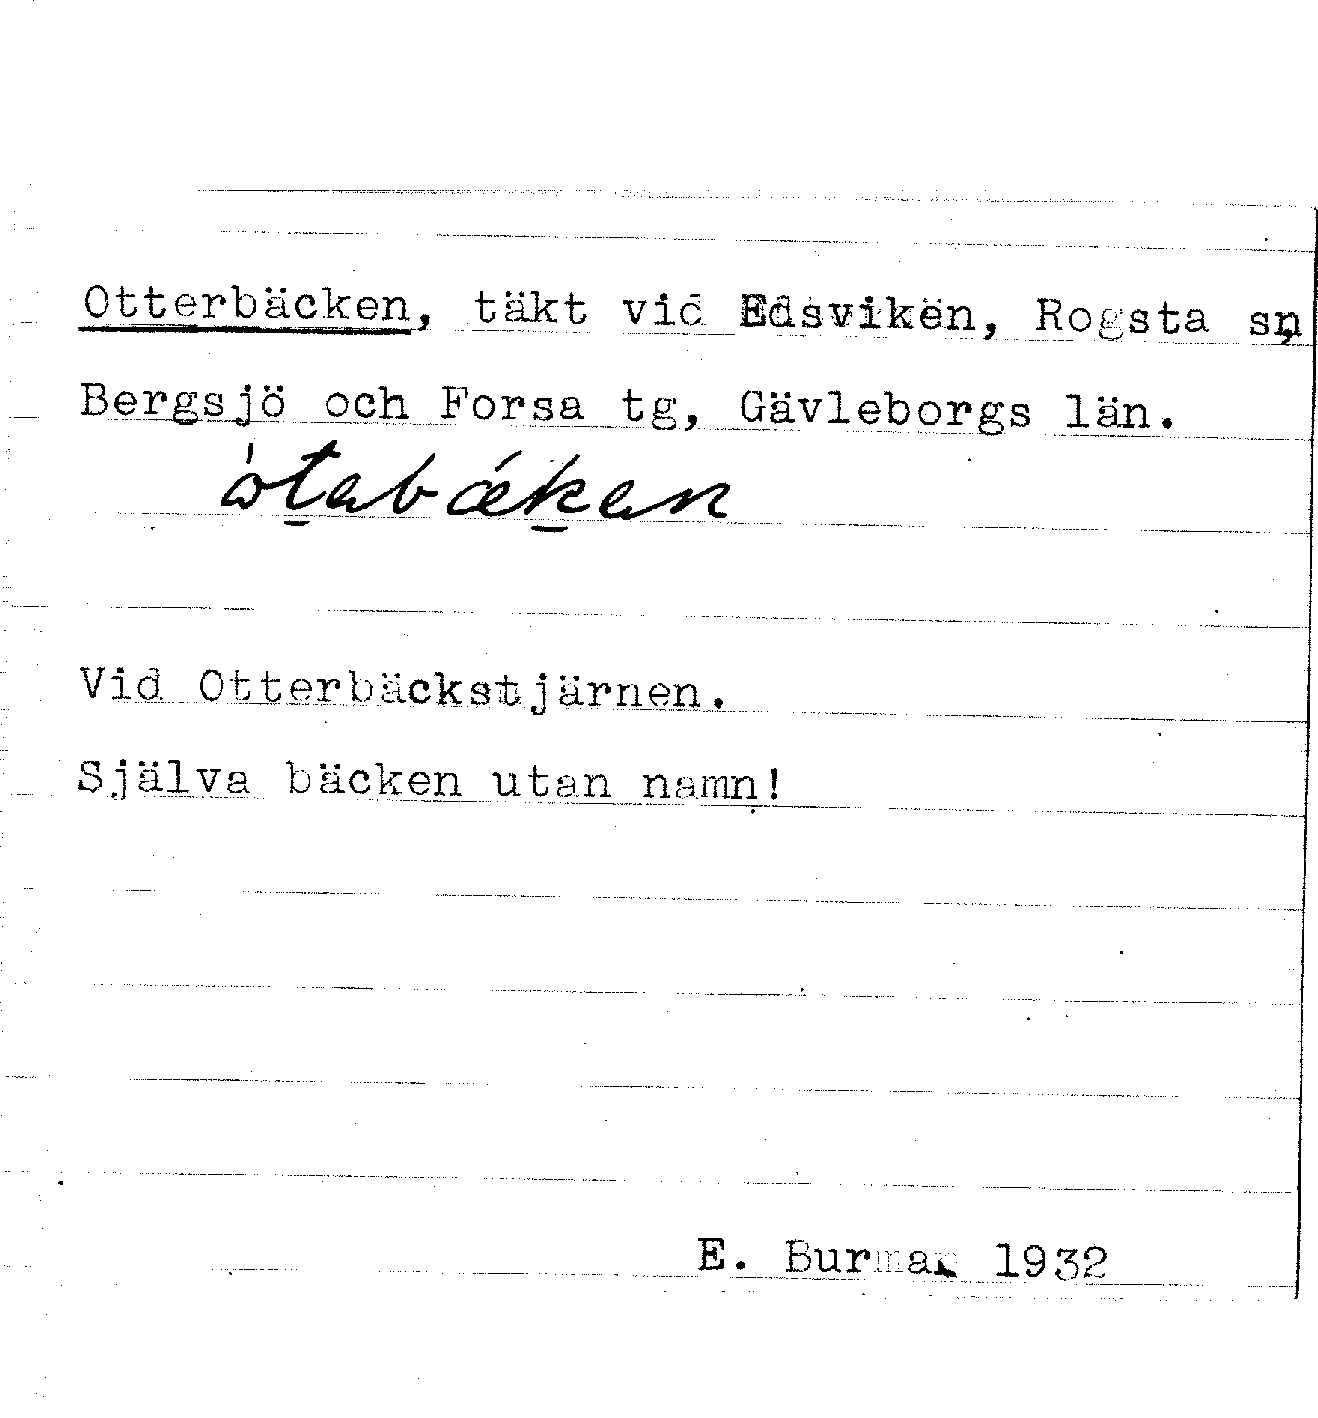 Otterbäcken, täkt vid Edsviken, Rogsta sn,
Bergsjö och Forsa tg, Gävleborgs län.
Vid Otterbäckstjärnen.
Själva bäcken utan namn!
E. Burman 1932